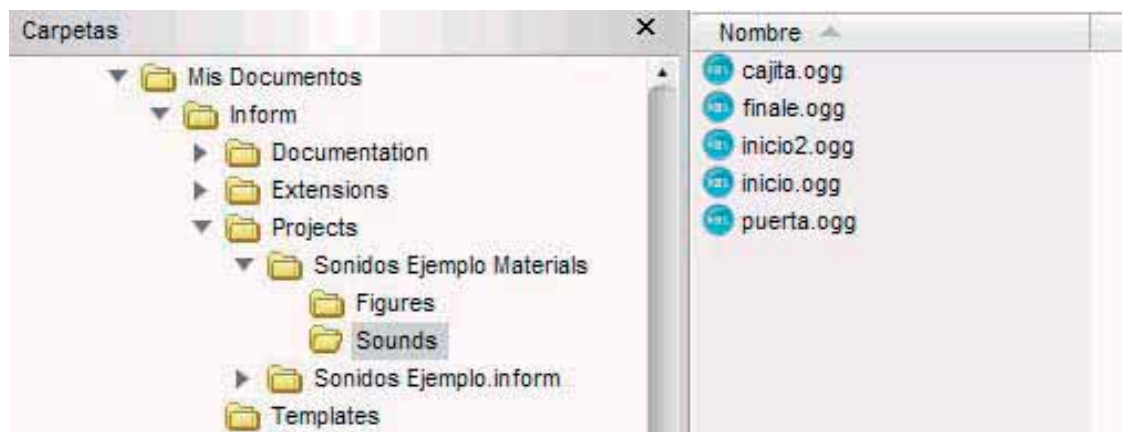 Carpetas
Mis Documentos
Inform
Documentation
Extensions
Projects
Sonidos Ejemplo Materials
Figures
Sounds
Sonidos Ejemplo.inform
Templates
Nombre
cajita.ogg
finale.ogg
inicio2.ogg
inicio.ogg
puerta.ogg